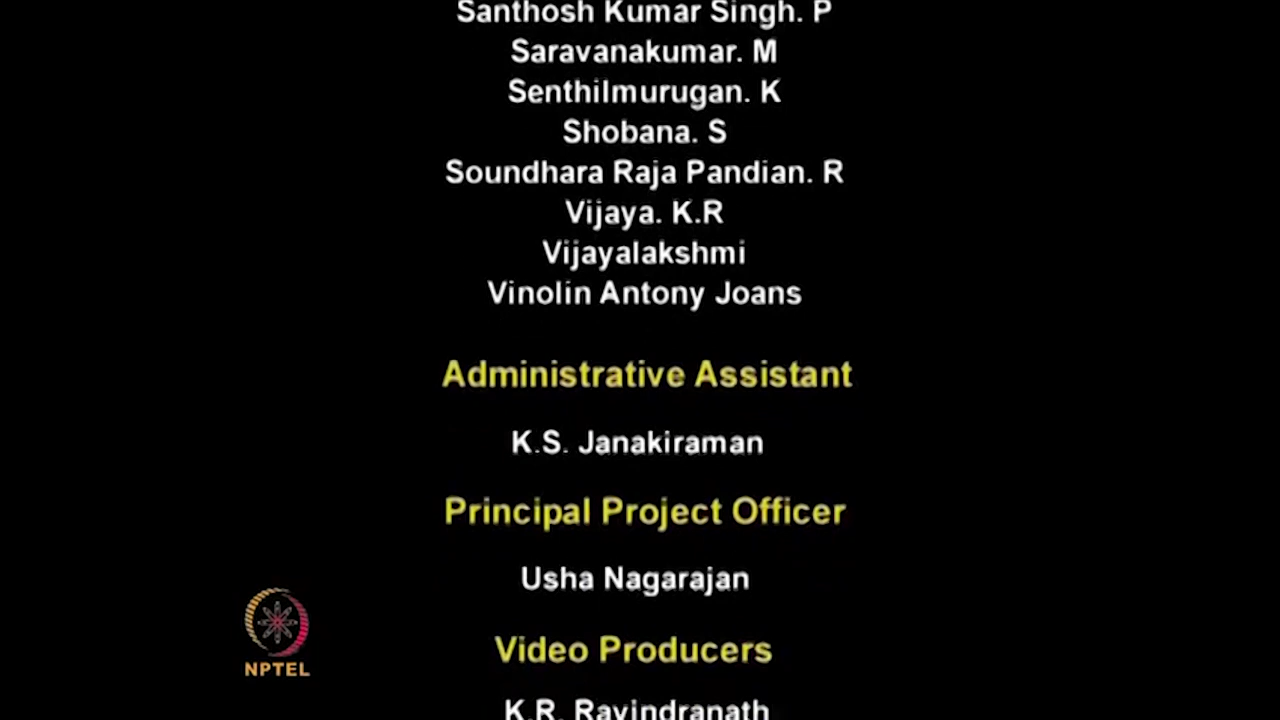 Santhosh Kumar Singh. P
Saravanakumar. M
Senthilmurugan. K
Shobana. S
Soundhara Raja Pandian. R
Vijaya. K.R
Vijayalakshmi
Vinolin Antony Joans
Administrative Assistant
K.S. Janakiraman
Principal Project Officer
Usha Nagarajan
Video Producers
K.R. Ravindranath
NPTEL